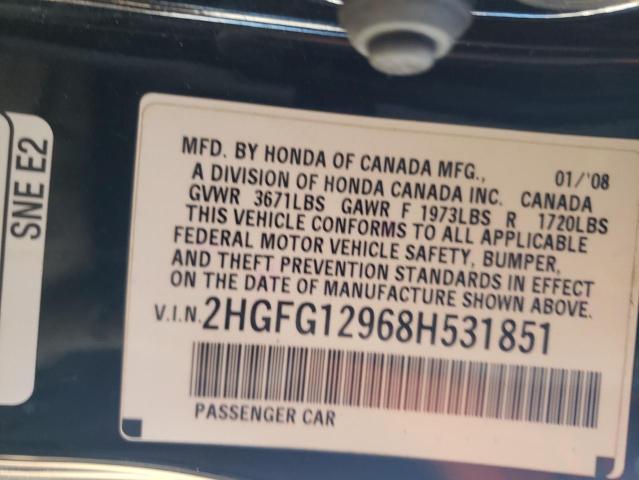 SNE E2
MFD. BY HONDA OF CANADA MFG., 01/'08
A DIVISION OF HONDA CANADA INC. CANADA
GVWR 3671LBS GAWR F 1973LBS R 1720LBS
THIS VEHICLE CONFORMS TO ALL APPLICABLE
FEDERAL MOTOR VEHICLE SAFETY, BUMPER,
AND THEFT PREVENTION STANDARDS IN EFFECT
ON THE DATE OF MANUFACTURE SHOWN ABOVE.
V.I.N. 2HGFG12968H531851
PASSENGER CAR